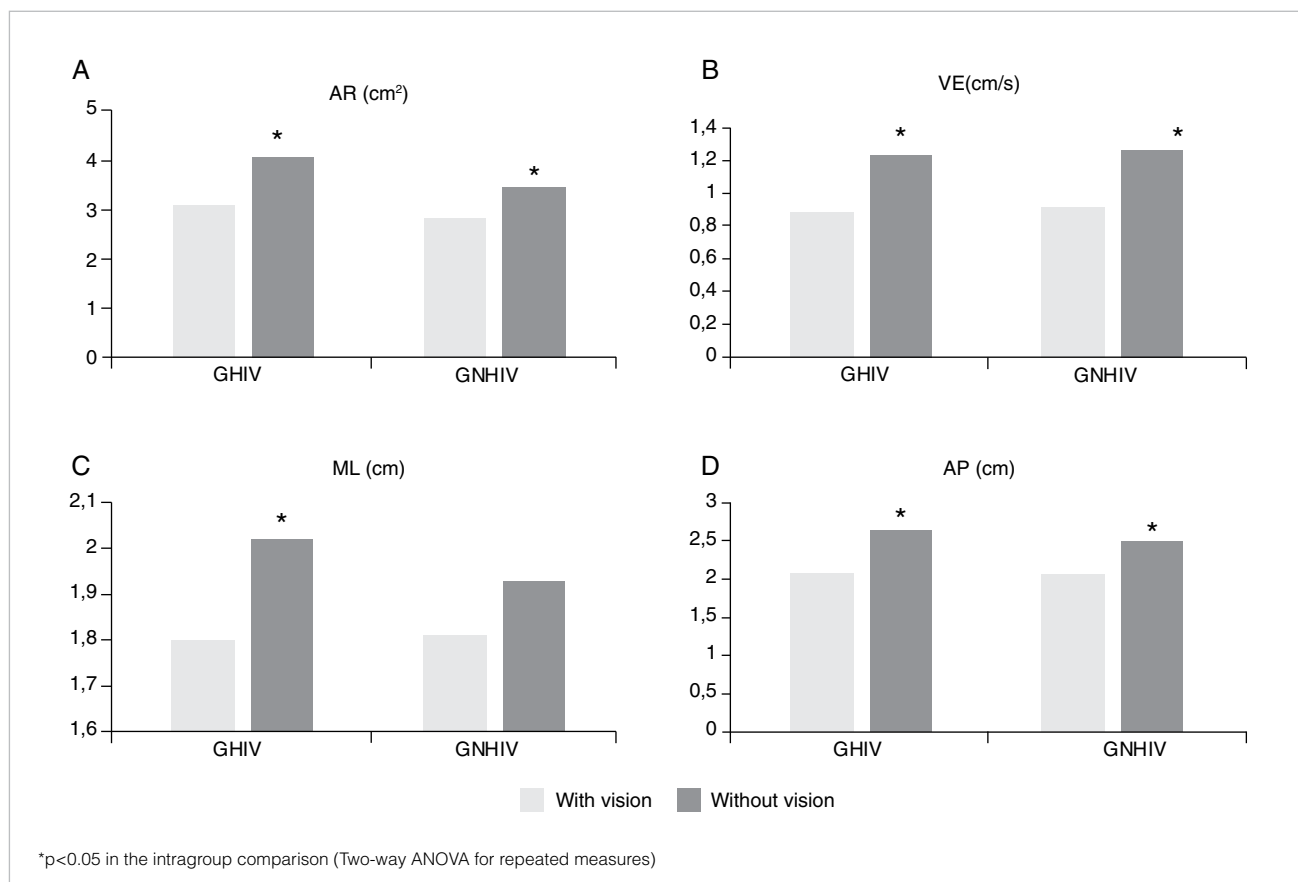 A
AR (cm²)
5
4
3
2
1
0
*
*
GHIV
GNHIV
B
VE(cm/s)
1,4
1,2
1
0,8
0,6
0,4
0,2
0
*
*
GHIV
GNHIV
C
ML (cm)
2,1
2
1,9
1,8
1,7
1,6
*
GHIV
GNHIV
D
AP (cm)
3
2,5
2
1,5
1
0,5
0
*
*
GHIV
GNHIV
With vision
Without vision
*p<0.05 in the intragroup comparison (Two-way ANOVA for repeated measures)